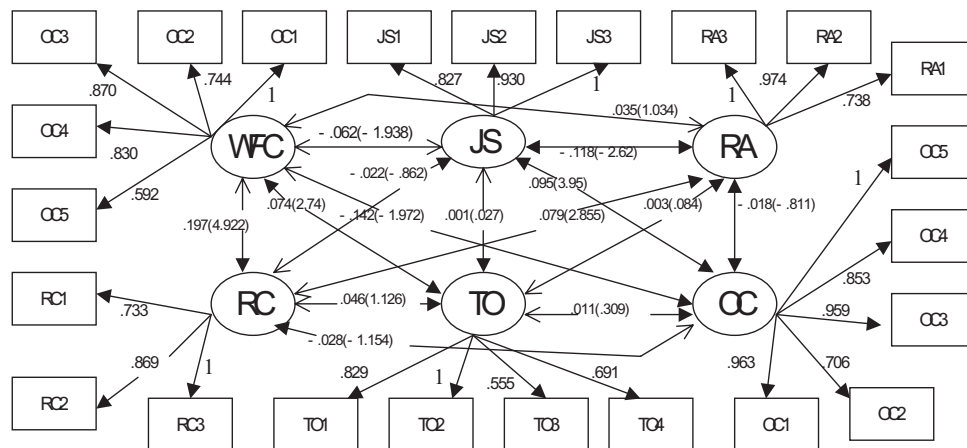 OC3
OC2
OC1
JS1
JS2
JS3
RA3
RA2
RA1
.870
.744
1
.827
.930
1
1
.974
.738
OC4
.830
.035(1.034)
WFC
- .062(- 1.938)
JS
- .118(- 2.62)
RA
OC5
.592
OC5
1
- .022(- .862)
.095(3.95)
.197(4.922)
.074(2,74)
- .142(- 1.972)
.001(.027)
.079(2.855)
.003(.084)
- .018(- .811)
OC4
.853
RC1
.733
RC
.046(1.126)
TO
.011(.309)
OC
.959
OC3
- .028(- 1.154)
.869
1
.829
1
.555
.691
.963
.706
RC2
RC3
TO1
TO2
TO3
TO4
OC1
OC2